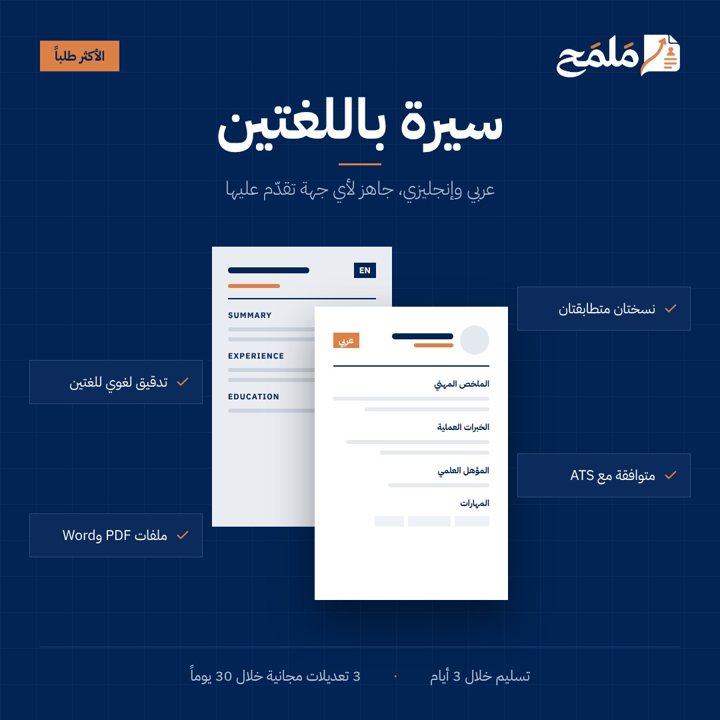 مَلمَح
الأكثر طلباً
سيرة باللغتين
عربي وإنجليزي، جاهز لأي جهة تقدّم عليها
EN
SUMMARY
EXPERIENCE
EDUCATION
عربي
الملخص المهني
الخبرات العملية
المؤهل العلمي
المهارات
نسختان متطابقتان
تدقيق لغوي للغتين
متوافقة مع ATS
ملفات PDF وWord
تسليم خلال 3 أيام · 3 تعديلات مجانية خلال 30 يوماً